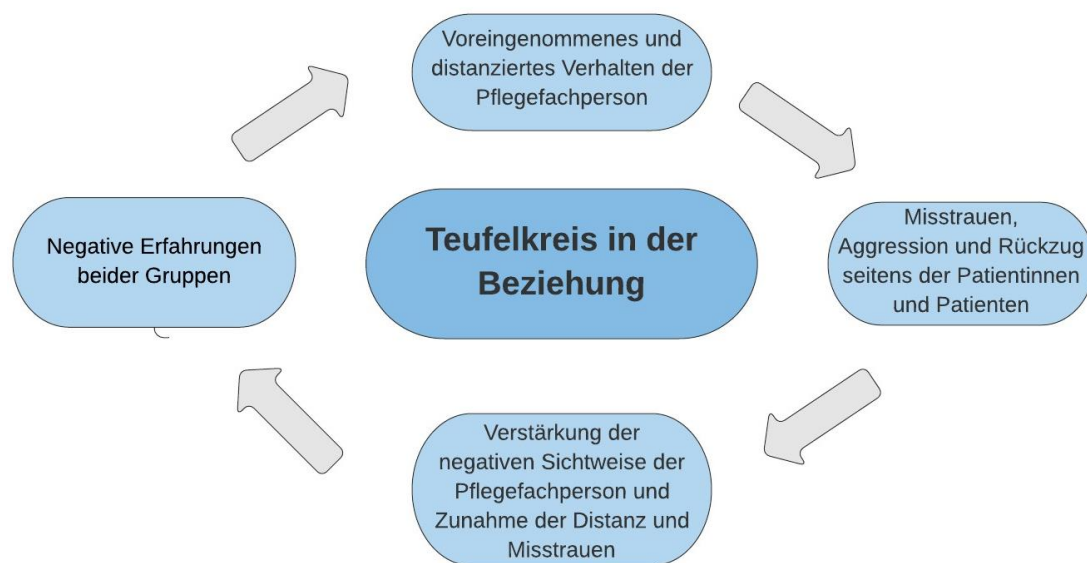 Voreingenommenes und
distanziertes Verhalten der
Pflegefachperson
Misstrauen,
Aggression und Rückzug
seitens der Patientinnen
und Patienten
Teufelkreis in der
Beziehung
Negative Erfahrungen
beider Gruppen
Verstärkung der
negativen Sichtweise der
Pflegefachperson und
Zunahme der Distanz und
Misstrauen